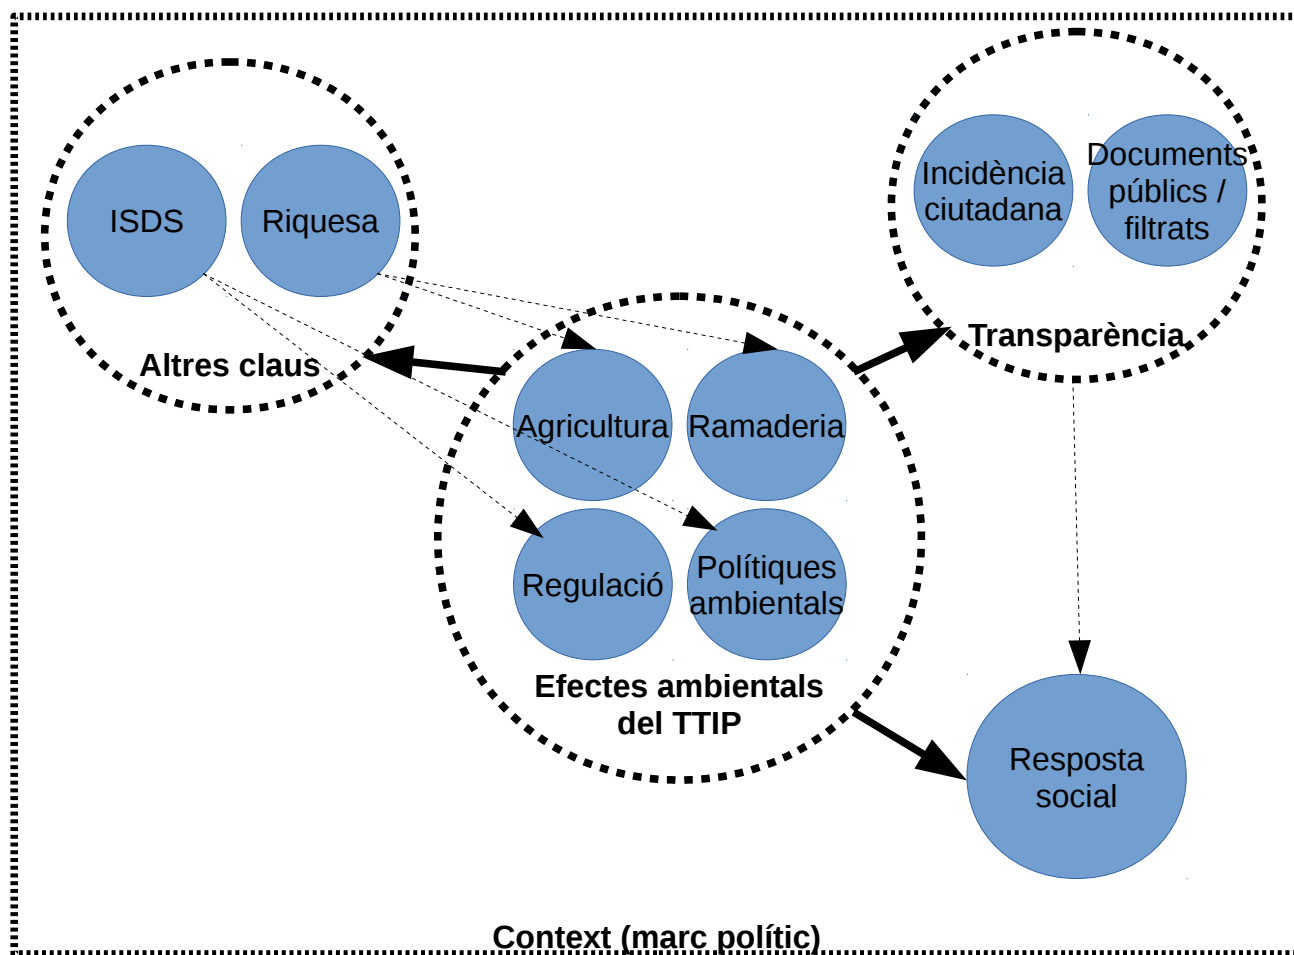 ISDS
Riquesa
Altres claus
Incidència
ciutadana
Documents
públics /
filtrats
Transparència
Agricultura
Ramaderia
Regulació
Polítiques
ambientals
Efectes ambientals
del TTIP
Resposta
social
Context (marc polític)